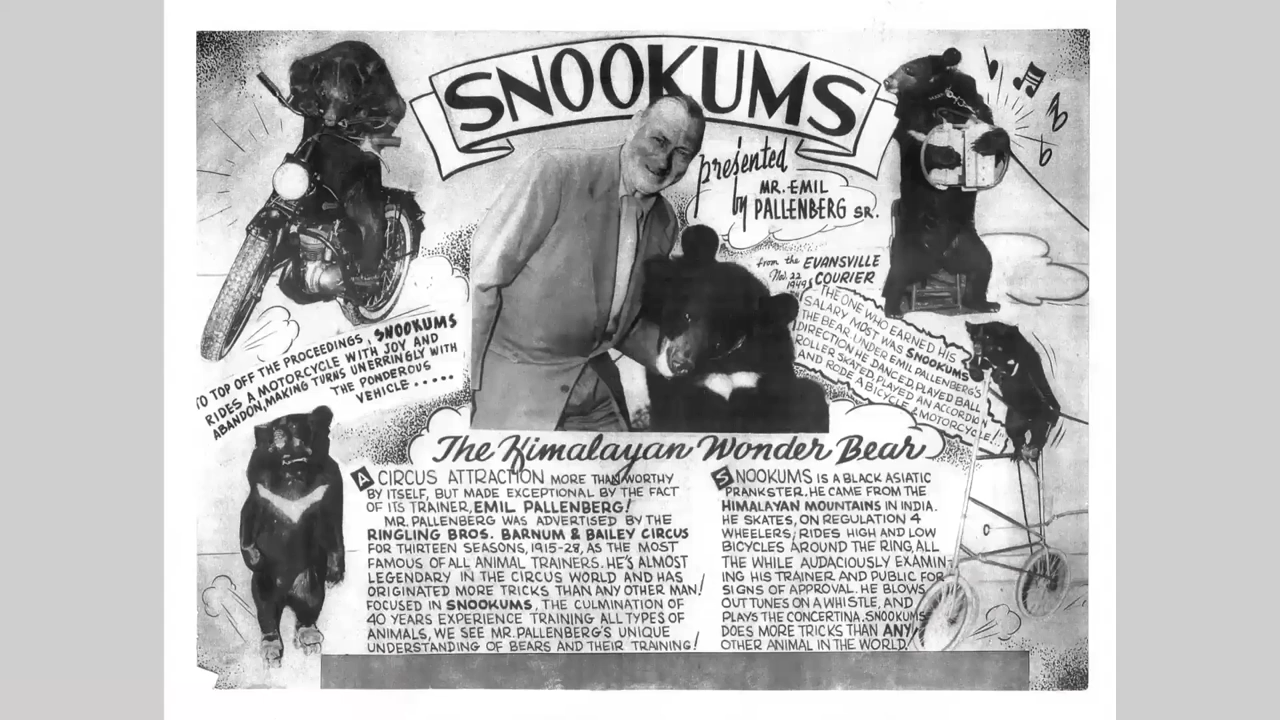 SNOOKUMS
presented
by MR. EMIL
PALLENBERG SR.
from the EVANSVILLE
Nov. 22 COURIER
1949
"THE ONE WHO EARNED HIS
SALARY MOST WAS SNOOKUMS
THE BEAR. UNDER EMIL PALLENBERG'S
DIRECTION HE DANCED, PLAYED BALL
ROLLER SKATED, PLAYED AN ACCORDION
AND RODE A BICYCLE & MOTORCYCLE!"
TO TOP OFF THE PROCEEDINGS, SNOOKUMS
RIDES A MOTORCYCLE WITH JOY AND
ABANDON, MAKING TURNS UNERRINGLY WITH
THE PONDEROUS
VEHICLE.....
The Himalayan Wonder Bear
A CIRCUS ATTRACTION MORE THAN WORTHY
BY ITSELF, BUT MADE EXCEPTIONAL BY THE FACT
OF ITS TRAINER, EMIL PALLENBERG!
MR. PALLENBERG WAS ADVERTISED BY THE
RINGLING BROS. BARNUM & BAILEY CIRCUS
FOR THIRTEEN SEASONS, 1915-28, AS THE MOST
FAMOUS OF ALL ANIMAL TRAINERS. HE'S ALMOST
LEGENDARY IN THE CIRCUS WORLD AND HAS
ORIGINATED MORE TRICKS THAN ANY OTHER MAN!
FOCUSED IN SNOOKUMS, THE CULMINATION OF
40 YEARS EXPERIENCE TRAINING ALL TYPES OF
ANIMALS, WE SEE MR. PALLENBERG'S UNIQUE
UNDERSTANDING OF BEARS AND THEIR TRAINING!
SNOOKUMS IS A BLACK ASIATIC
PRANKSTER. HE CAME FROM THE
HIMALAYAN MOUNTAINS IN INDIA.
HE SKATES, ON REGULATION 4
WHEELERS; RIDES HIGH AND LOW
BICYCLES AROUND THE RING, ALL
THE WHILE AUDACIOUSLY EXAMIN-
ING HIS TRAINER AND PUBLIC FOR
SIGNS OF APPROVAL. HE BLOWS
OUT TUNES ON A WHISTLE, AND
PLAYS THE CONCERTINA. SNOOKUMS
DOES MORE TRICKS THAN ANY
OTHER ANIMAL IN THE WORLD!